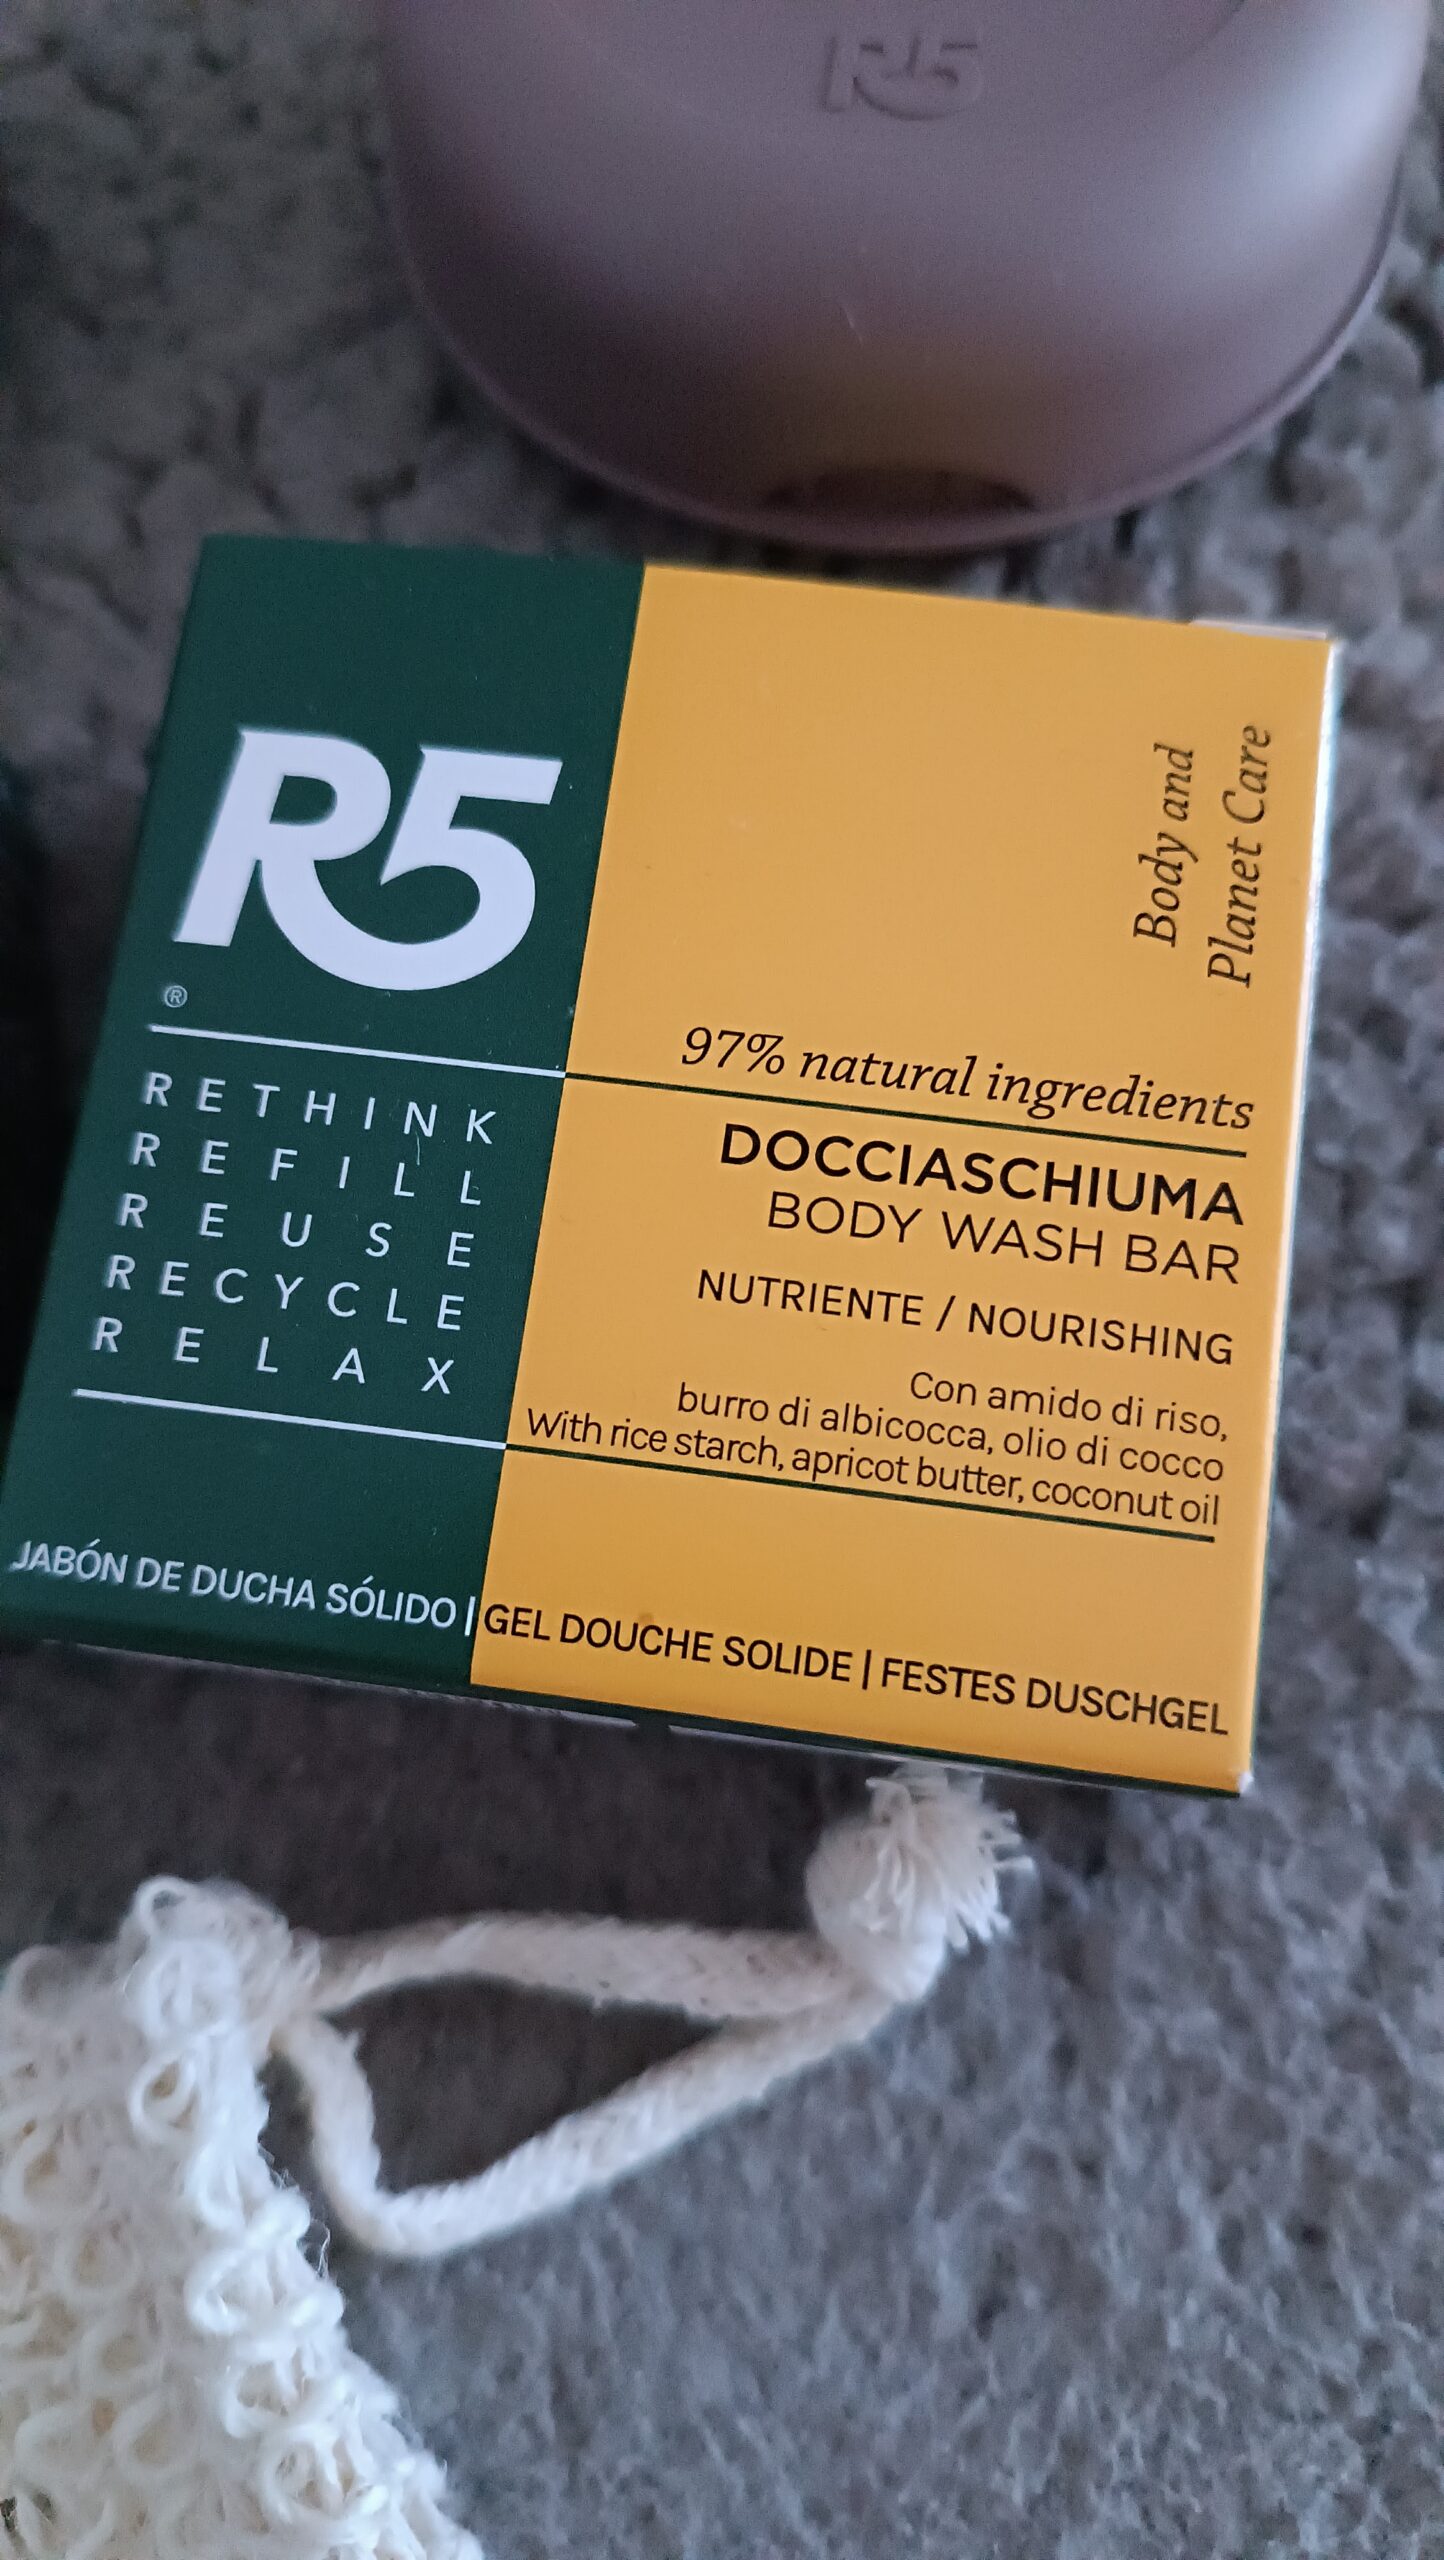 R5
R5
®
RETHINK
REFILL
REUSE
RECYCLE
RELAX
Body and
Planet Care
97% natural ingredients
DOCCIASCHIUMA
BODY WASH BAR
NUTRIENTE / NOURISHING
Con amido di riso,
burro di albicocca, olio di cocco
With rice starch, apricot butter, coconut oil
JABÓN DE DUCHA SÓLIDO | GEL DOUCHE SOLIDE | FESTES DUSCHGEL